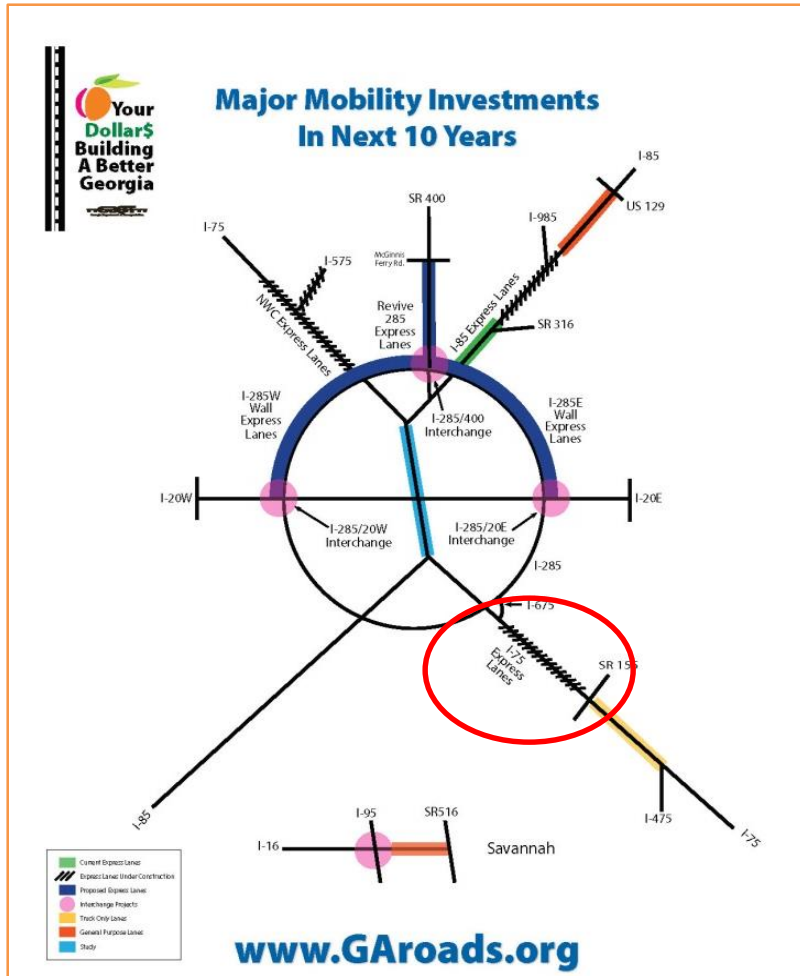 Your
Dollar$
Building
A Better
Georgia
Major Mobility Investments
In Next 10 Years
I-85
US 129
SR 400
I-985
I-75
I-575
McGinnis
Ferry Rd.
NWC Express Lanes
Revive
285
Express
Lanes
I-85 Express Lanes
SR 316
I-285W
Wall
Express
Lanes
I-285/400
Interchange
I-285E
Wall
Express
Lanes
I-20W
I-20E
I-285/20W
Interchange
I-285/20E
Interchange
I-285
I-675
I-75
Express
Lanes
SR 155
I-85
I-475
I-75
I-95
SR516
I-16
Savannah
Current Express Lanes
Express Lanes Under Construction
Proposed Express Lanes
Interchange Projects
Truck Only Lanes
General Purpose Lanes
Study
www.GAroads.org